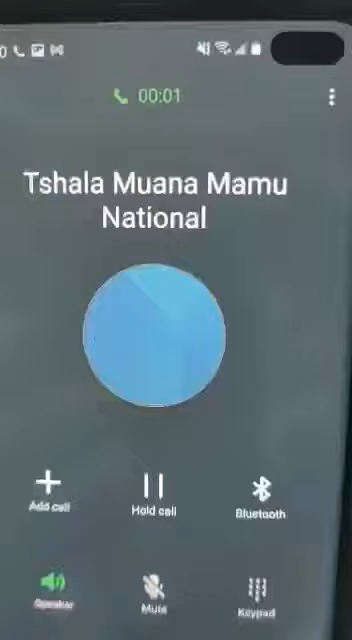 00:01
Tshala Muana Mamu
National
Add call
Hold call
Bluetooth
Speaker
Mute
Keypad